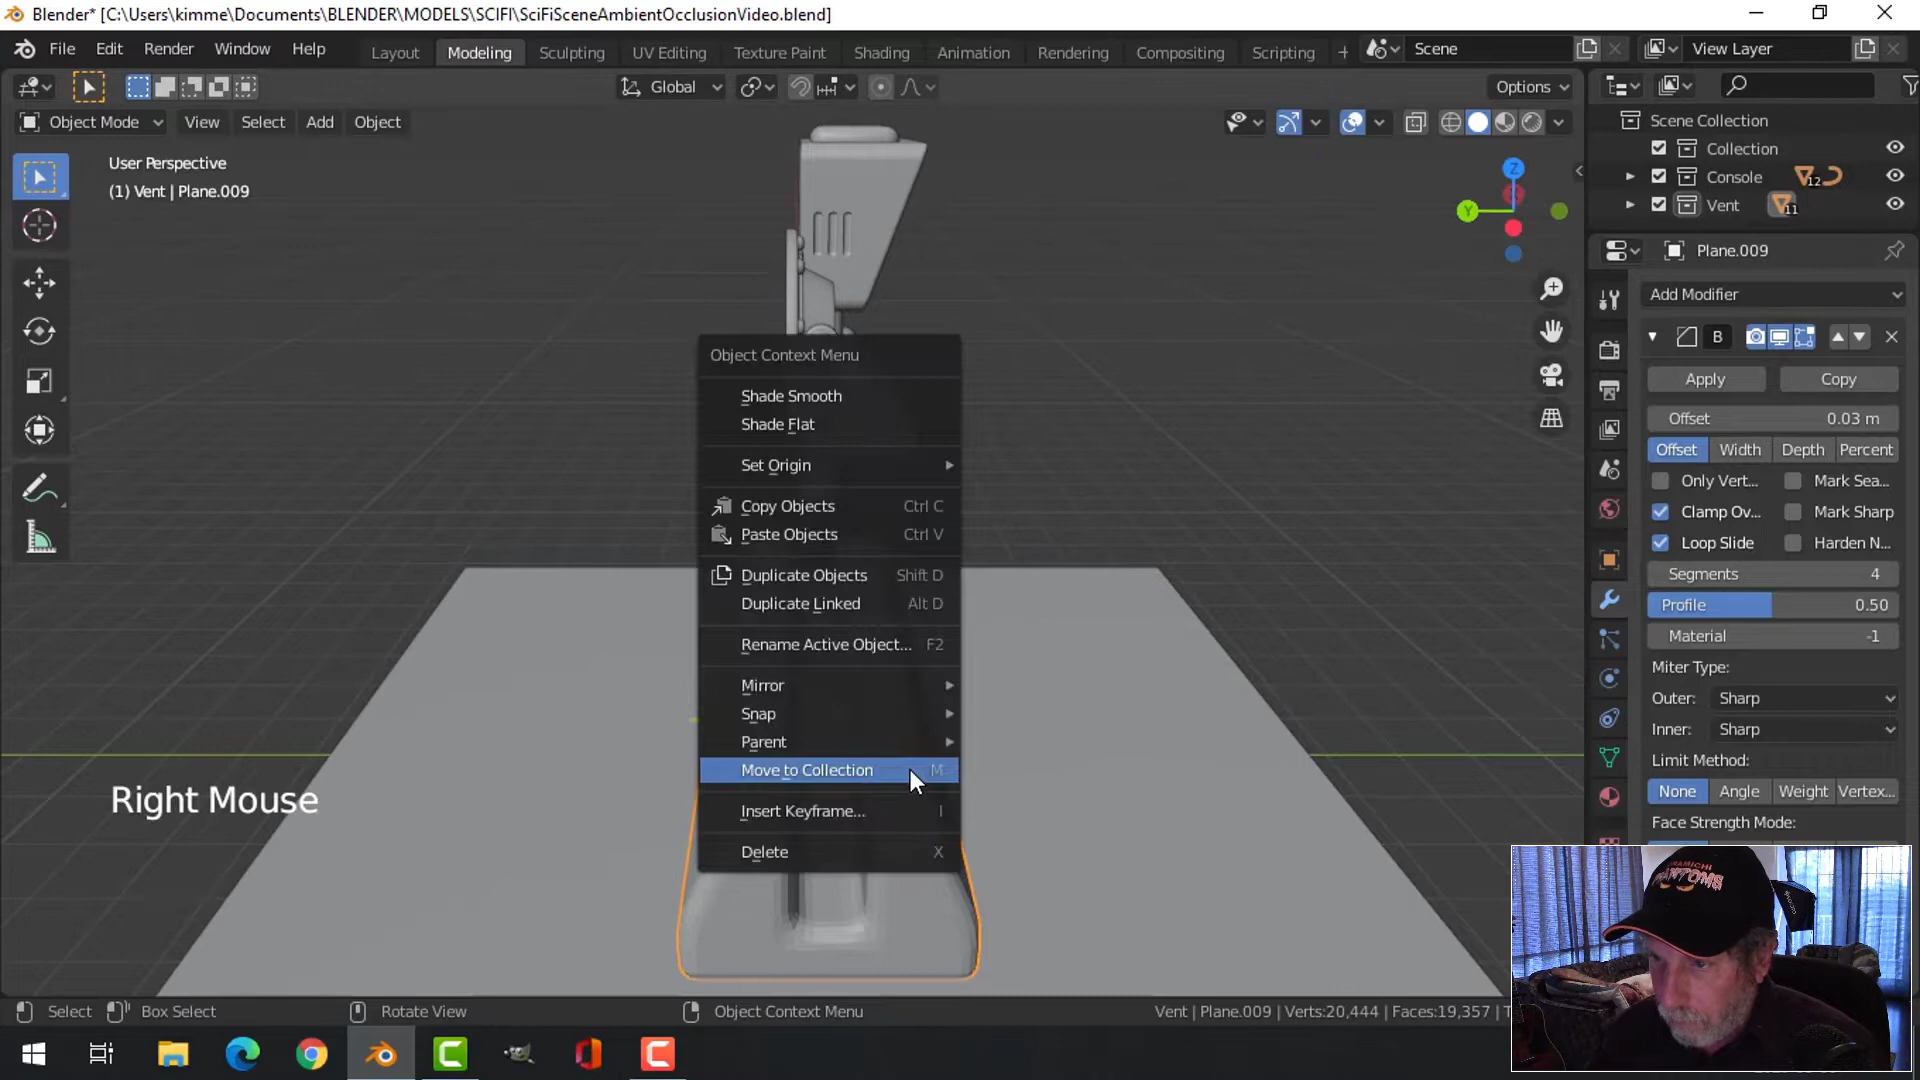 Blender* [C:\Users\kimme\Documents\BLENDER\MODELS\SCIFI\SciFiSceneAmbientOcclusionVideo.blend]
File Edit Render Window Help Layout Modeling Sculpting UV Editing Texture Paint Shading Animation Rendering Compositing Scripting + Scene View Layer
Global Options
Object Mode View Select Add Object
Scene Collection
Collection
Console 12
Vent 11
User Perspective
(1) Vent | Plane.009
Z
Y
Plane.009
Add Modifier
B
Apply Copy
Offset 0.03 m
Offset Width Depth Percent
Only Vert... Mark Sea...
Clamp Ov... Mark Sharp
Loop Slide Harden N...
Segments 4
Profile 0.50
Material -1
Miter Type:
Outer: Sharp
Inner: Sharp
Limit Method:
None Angle Weight Vertex...
Face Strength Mode:
Object Context Menu
Shade Smooth
Shade Flat
Set Origin
Copy Objects Ctrl C
Paste Objects Ctrl V
Duplicate Objects Shift D
Duplicate Linked Alt D
Rename Active Object... F2
Mirror
Snap
Parent
Move to Collection M
Insert Keyframe... I
Delete X
Right Mouse
Select Box Select Rotate View Object Context Menu Vent | Plane.009 | Verts:20,444 | Faces:19,357 | T